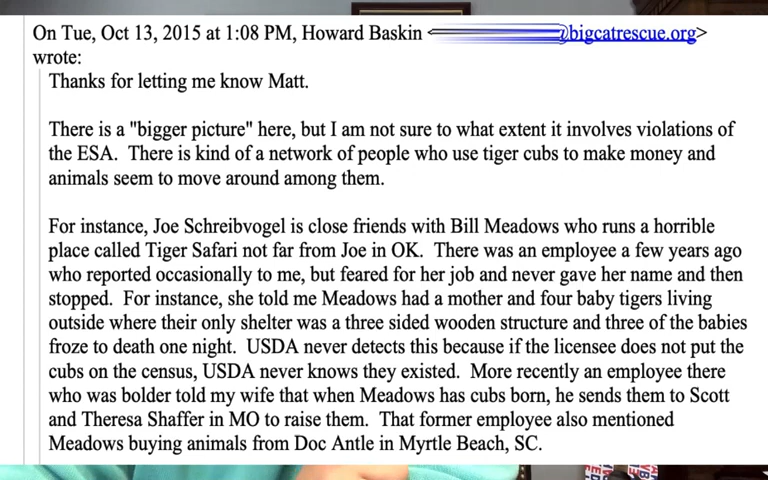 On Tue, Oct 13, 2015 at 1:08 PM, Howard Baskin < @bigcatrescue.org>
wrote:
Thanks for letting me know Matt.
There is a "bigger picture" here, but I am not sure to what extent it involves violations of
the ESA.  There is kind of a network of people who use tiger cubs to make money and
animals seem to move around among them.
For instance, Joe Schreibvogel is close friends with Bill Meadows who runs a horrible
place called Tiger Safari not far from Joe in OK.  There was an employee a few years ago
who reported occasionally to me, but feared for her job and never gave her name and then
stopped.  For instance, she told me Meadows had a mother and four baby tigers living
outside where their only shelter was a three sided wooden structure and three of the babies
froze to death one night.  USDA never detects this because if the licensee does not put the
cubs on the census, USDA never knows they existed.  More recently an employee there
who was bolder told my wife that when Meadows has cubs born, he sends them to Scott
and Theresa Shaffer in MO to raise them.  That former employee also mentioned
Meadows buying animals from Doc Antle in Myrtle Beach, SC.